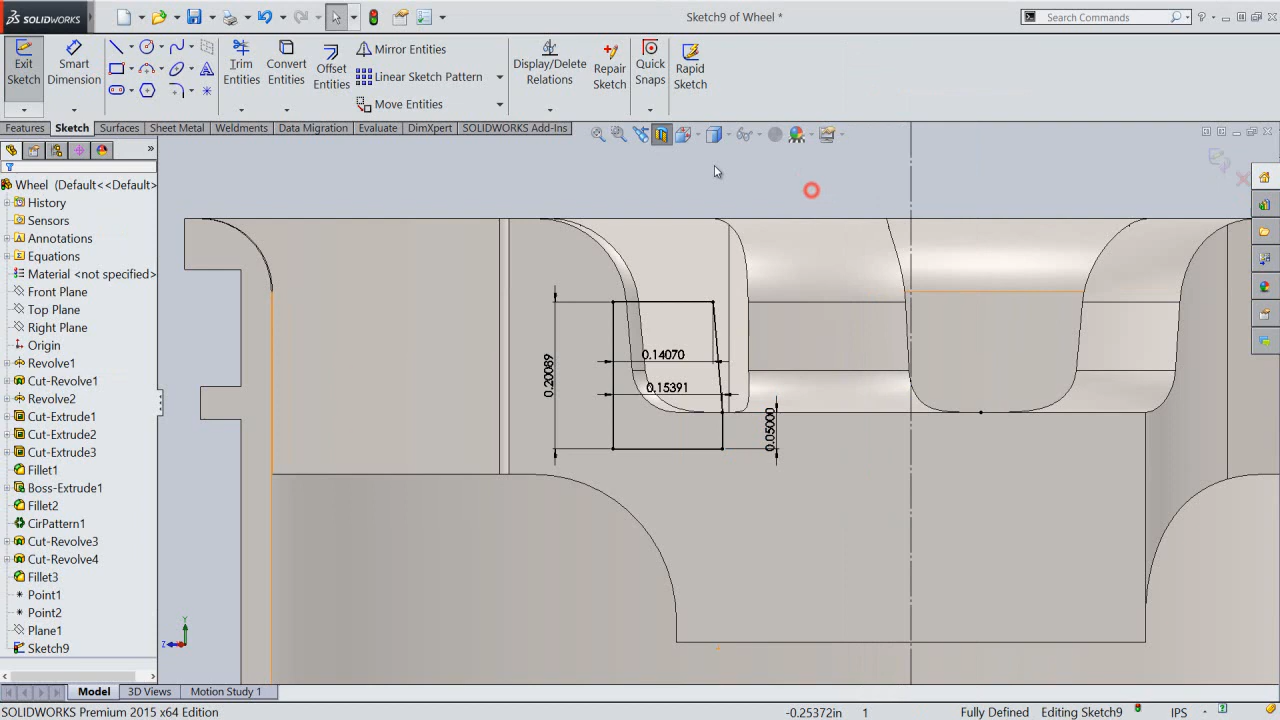 SOLIDWORKS
Sketch9 of Wheel *
Search Commands
Exit Sketch
Smart Dimension
Trim Entities
Convert Entities
Offset Entities
Mirror Entities
Linear Sketch Pattern
Move Entities
Display/Delete Relations
Repair Sketch
Quick Snaps
Rapid Sketch
Features
Sketch
Surfaces
Sheet Metal
Weldments
Data Migration
Evaluate
DimXpert
SOLIDWORKS Add-Ins
Wheel (Default<<Default>
History
Sensors
Annotations
Equations
Material <not specified>
Front Plane
Top Plane
Right Plane
Origin
Revolve1
Cut-Revolve1
Revolve2
Cut-Extrude1
Cut-Extrude2
Cut-Extrude3
Fillet1
Boss-Extrude1
Fillet2
CirPattern1
Cut-Revolve3
Cut-Revolve4
Fillet3
Point1
Point2
Plane1
Sketch9
0.20089
0.14070
0.15391
0.05000
Y
Z
Model
3D Views
Motion Study 1
SOLIDWORKS Premium 2015 x64 Edition
-0.25372in
1
Fully Defined
Editing Sketch9
IPS